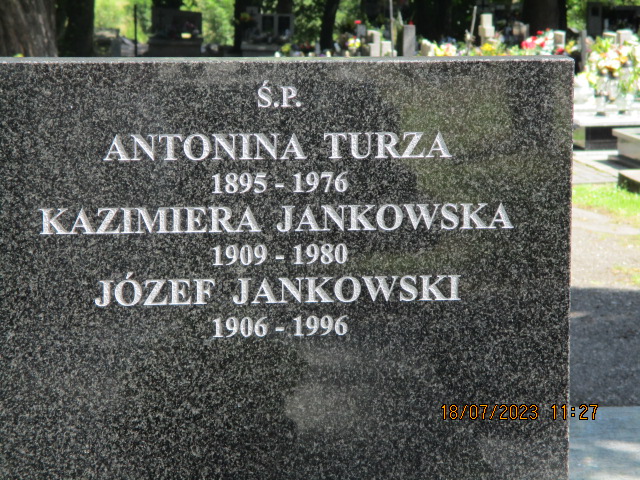 Ś.P.
ANTONINA TURZA
1895 - 1976
KAZIMIERA JANKOWSKA
1909 - 1980
JÓZEF JANKOWSKI
1906 - 1996
18/07/2023 11:27